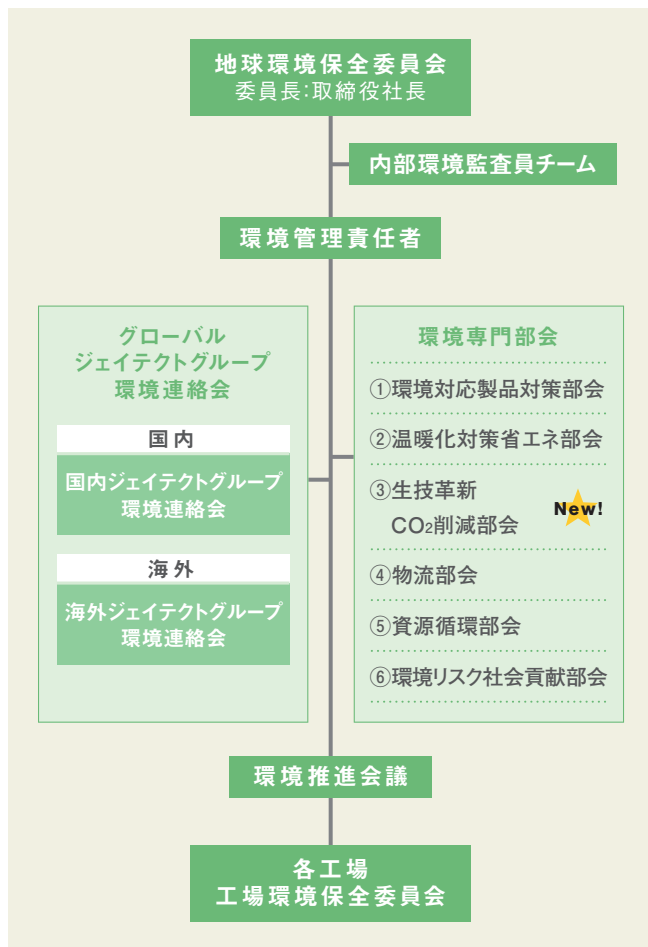 地球環境保全委員会
委員長:取締役社長
内部環境監査員チーム
環境管理責任者
グローバル
ジェイテクトグループ
環境連絡会
国内
国内ジェイテクトグループ
環境連絡会
海外
海外ジェイテクトグループ
環境連絡会
環境専門部会
①環境対応製品対策部会
②温暖化対策省エネ部会
③生技革新
CO₂削減部会
New!
④物流部会
⑤資源循環部会
⑥環境リスク社会貢献部会
環境推進会議
各工場
工場環境保全委員会